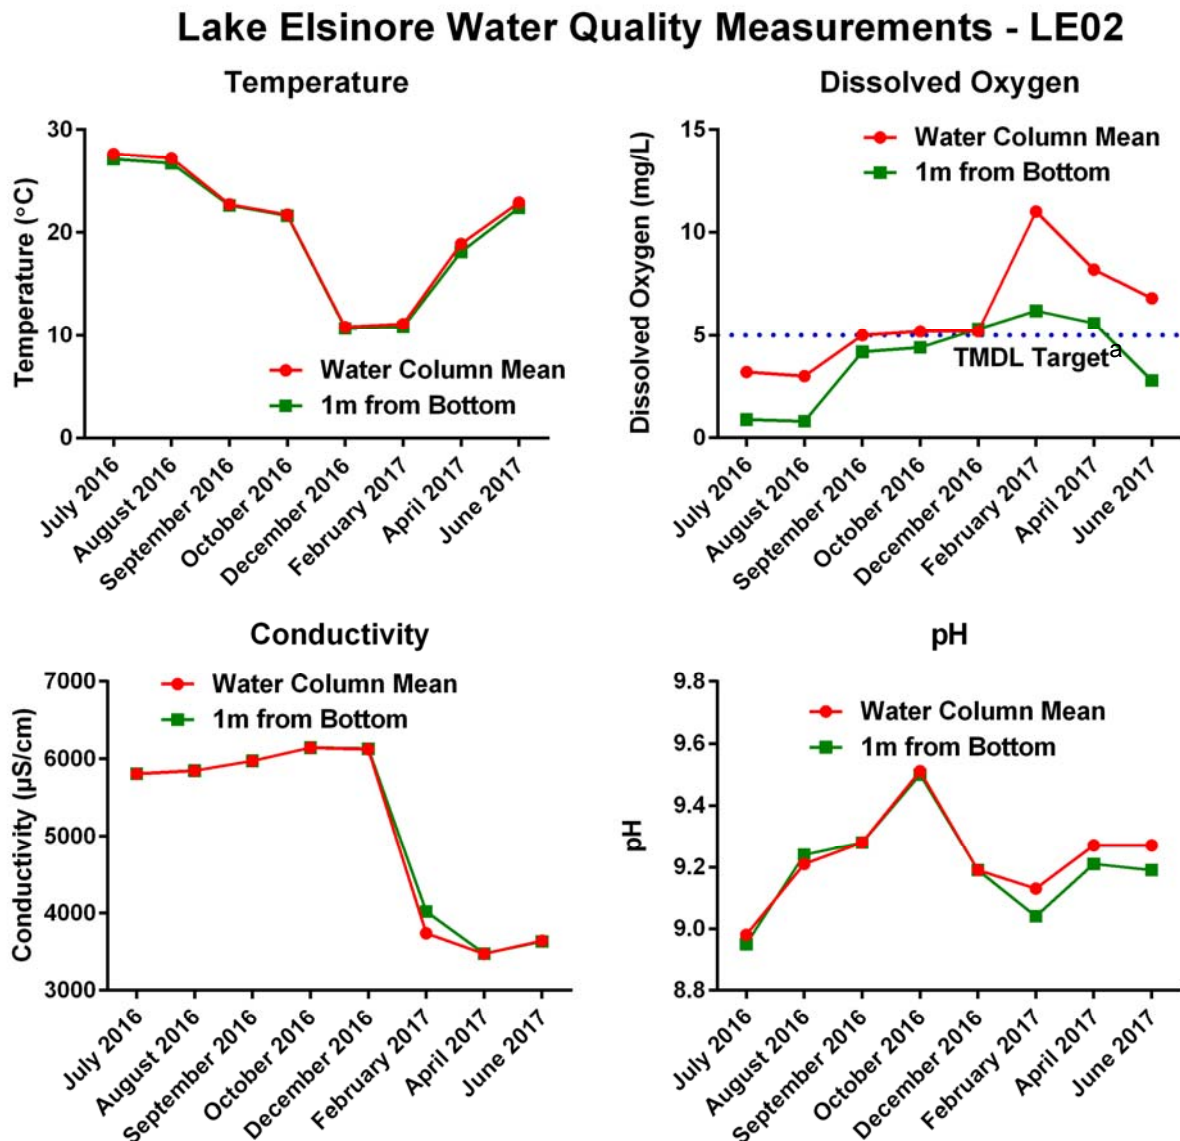 Lake Elsinore Water Quality Measurements - LE02
Temperature
30
20
10
0
Temperature (°C)
Water Column Mean
1m from Bottom
July 2016
August 2016
September 2016
October 2016
December 2016
February 2017
April 2017
June 2017
Dissolved Oxygen
15
10
5
0
Dissolved Oxygen (mg/L)
Water Column Mean
1m from Bottom
TMDL Targetᵃ
July 2016
August 2016
September 2016
October 2016
December 2016
February 2017
April 2017
June 2017
Conductivity
7000
6000
5000
4000
3000
Conductivity (µS/cm)
Water Column Mean
1m from Bottom
July 2016
August 2016
September 2016
October 2016
December 2016
February 2017
April 2017
June 2017
pH
9.8
9.6
9.4
9.2
9.0
8.8
pH
Water Column Mean
1m from Bottom
July 2016
August 2016
September 2016
October 2016
December 2016
February 2017
April 2017
June 2017